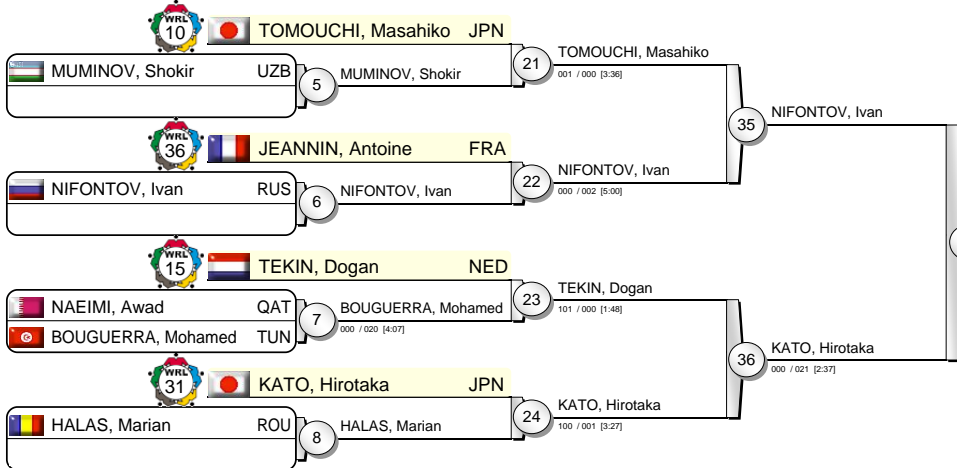 WRL 10 TOMOUCHI, Masahiko JPN
MUMINOV, Shokir UZB
5 MUMINOV, Shokir
21 TOMOUCHI, Masahiko
001 / 000 [3:36]
WRL 36 JEANNIN, Antoine FRA
NIFONTOV, Ivan RUS
6 NIFONTOV, Ivan
22 NIFONTOV, Ivan
000 / 002 [5:00]
35 NIFONTOV, Ivan
WRL 15 TEKIN, Dogan NED
NAEIMI, Awad QAT
BOUGUERRA, Mohamed TUN
7 BOUGUERRA, Mohamed
000 / 020 [4:07]
23 TEKIN, Dogan
101 / 000 [1:48]
WRL 31 KATO, Hirotaka JPN
HALAS, Marian ROU
8 HALAS, Marian
24 KATO, Hirotaka
100 / 001 [3:27]
36 KATO, Hirotaka
000 / 021 [2:37]